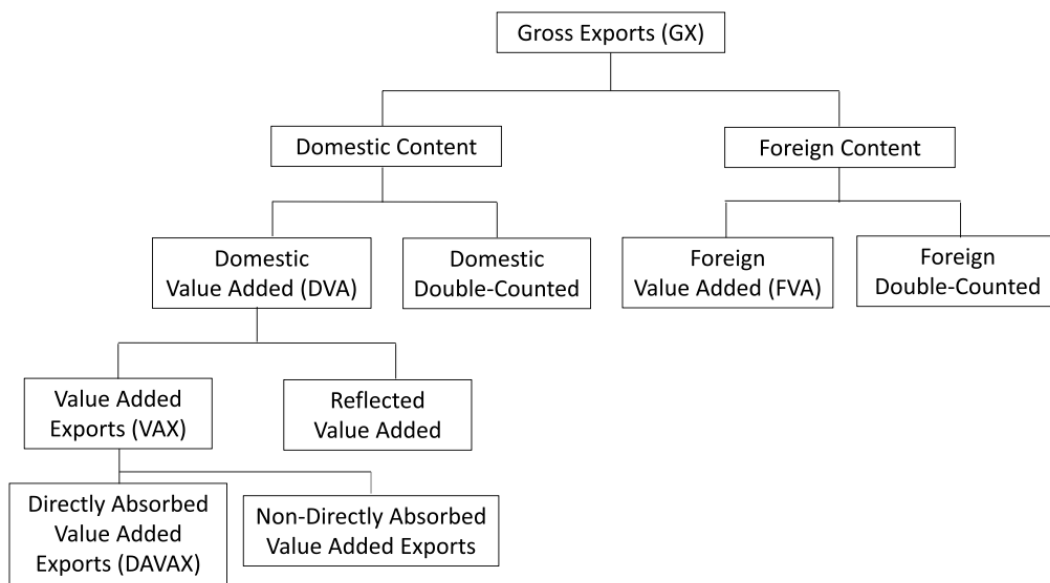 Gross Exports (GX)
Domestic Content
Foreign Content
Domestic
Value Added (DVA)
Domestic
Double-Counted
Foreign
Value Added (FVA)
Foreign
Double-Counted
Value Added
Exports (VAX)
Reflected
Value Added
Directly Absorbed
Value Added
Exports (DAVAX)
Non-Directly Absorbed
Value Added Exports